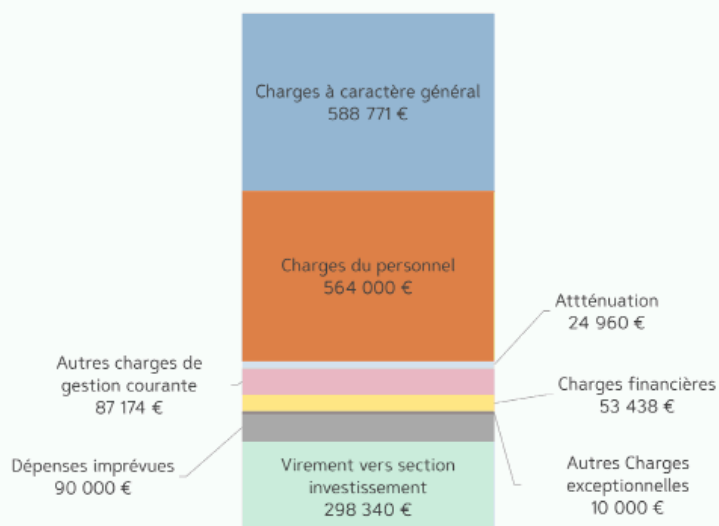 Charges à caractère général
588 771 €
Charges du personnel
564 000 €
Attténuation
24 960 €
Autres charges de
gestion courante
87 174 €
Charges financières
53 438 €
Dépenses imprévues
90 000 €
Virement vers section
investissement
298 340 €
Autres Charges
exceptionnelles
10 000 €